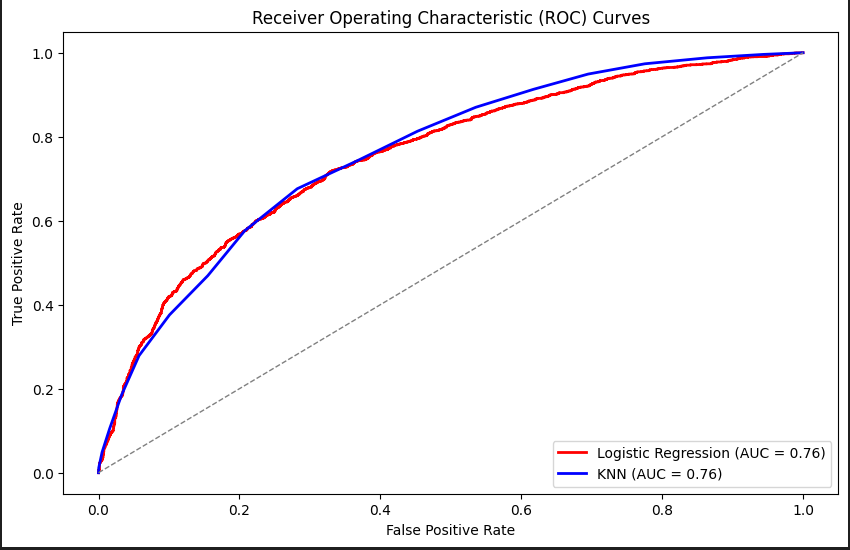 Receiver Operating Characteristic (ROC) Curves
1.0
0.8
0.6
0.4
0.2
0.0
True Positive Rate
Logistic Regression (AUC = 0.76)
KNN (AUC = 0.76)
0.0 0.2 0.4 0.6 0.8 1.0
False Positive Rate